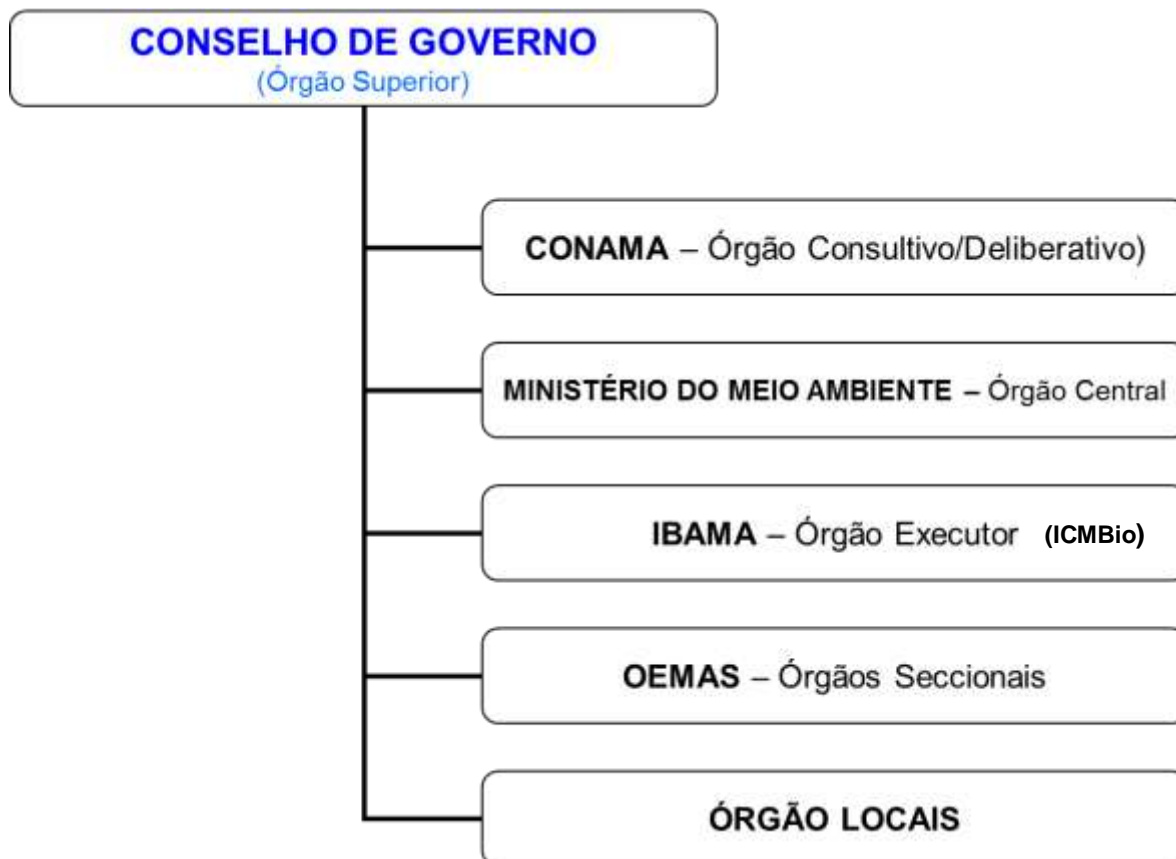 CONSELHO DE GOVERNO
(Órgão Superior)
CONAMA – Órgão Consultivo/Deliberativo)
MINISTÉRIO DO MEIO AMBIENTE – Órgão Central
IBAMA – Órgão Executor (ICMBio)
OEMAS – Órgãos Seccionais
ÓRGÃO LOCAIS